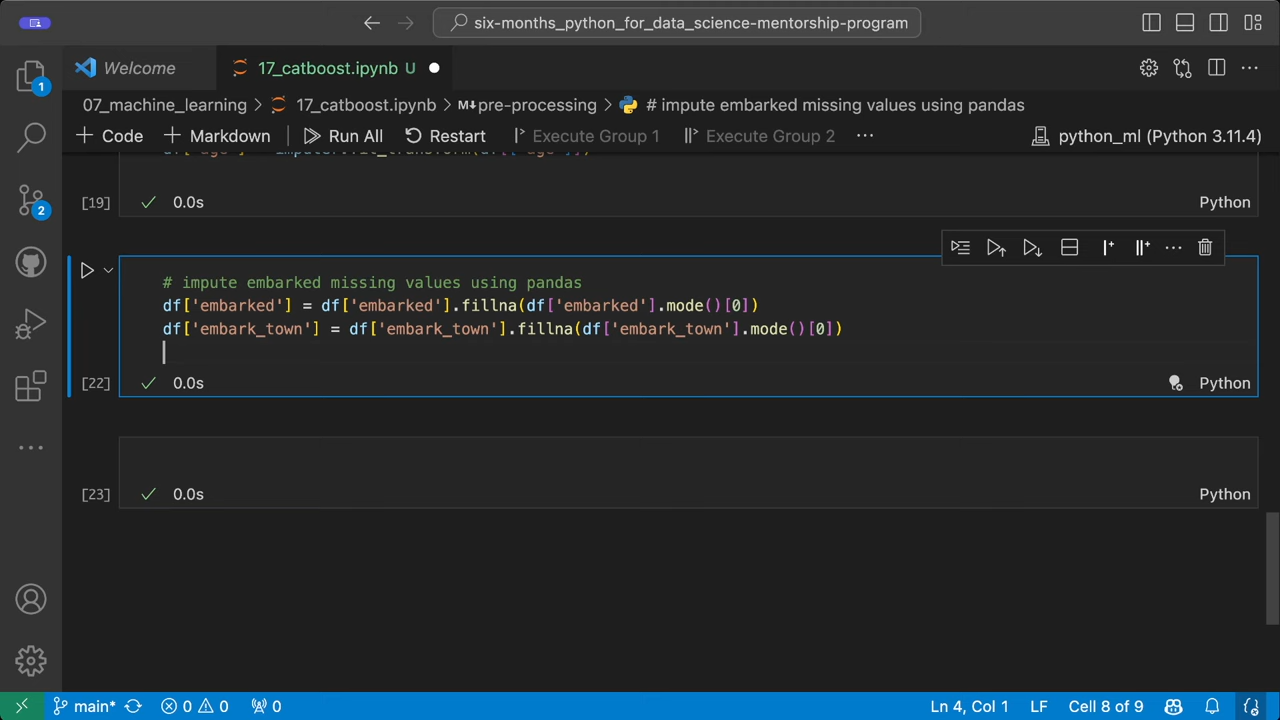 six-months_python_for_data_science-mentorship-program
1
Welcome
17_catboost.ipynb U
07_machine_learning > 17_catboost.ipynb > M↓pre-processing > # impute embarked missing values using pandas
+ Code + Markdown Run All Restart Execute Group 1 Execute Group 2 ... python_ml (Python 3.11.4)
[19] 0.0s Python
2
# impute embarked missing values using pandas
df['embarked'] = df['embarked'].fillna(df['embarked'].mode()[0])
df['embark_town'] = df['embark_town'].fillna(df['embark_town'].mode()[0])
[22] 0.0s Python
[23] 0.0s Python
main* 0 0 0 Ln 4, Col 1 LF Cell 8 of 9